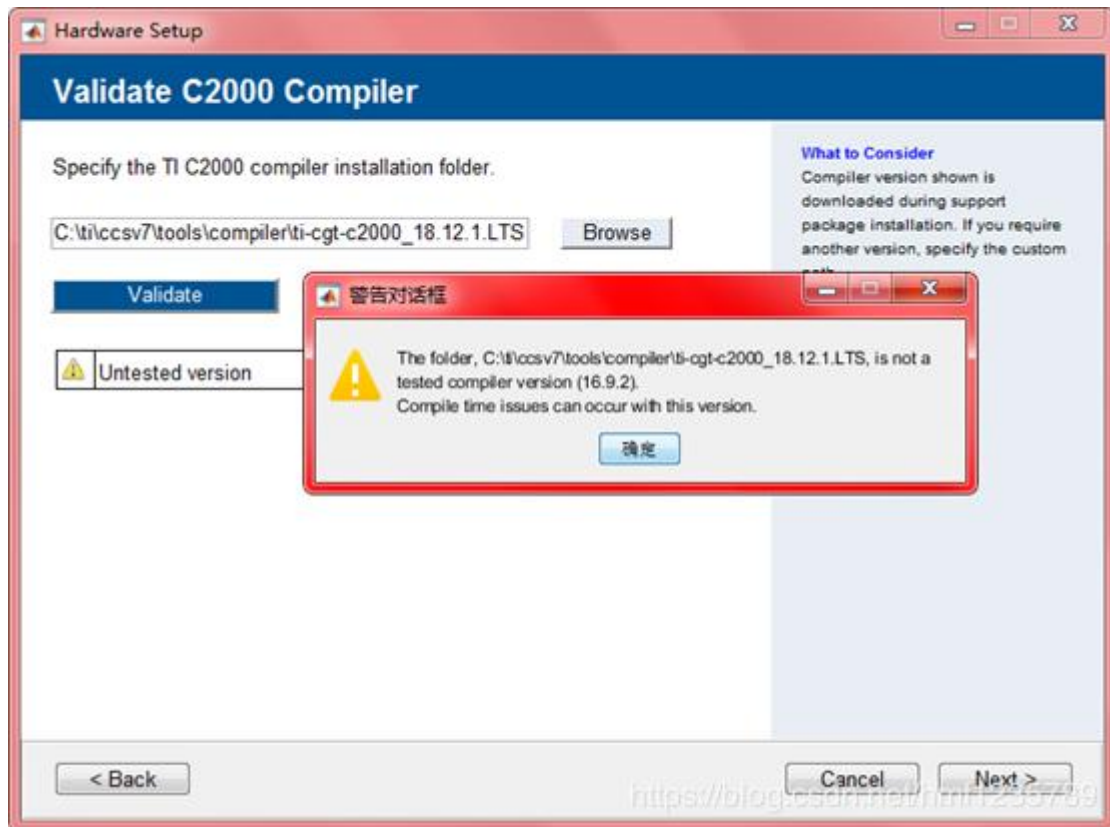 Hardware Setup
Validate C2000 Compiler
Specify the TI C2000 compiler installation folder.
C:\ti\ccsv7\tools\compiler\ti-cgt-c2000_18.12.1.LTS
Browse
Validate
Untested version
What to Consider
Compiler version shown is
downloaded during support
package installation. If you require
another version, specify the custom
警告对话框
The folder, C:\ti\ccsv7\tools\compiler\ti-cgt-c2000_18.12.1.LTS, is not a
tested compiler version (16.9.2).
Compile time issues can occur with this version.
确定
< Back
Cancel
Next >